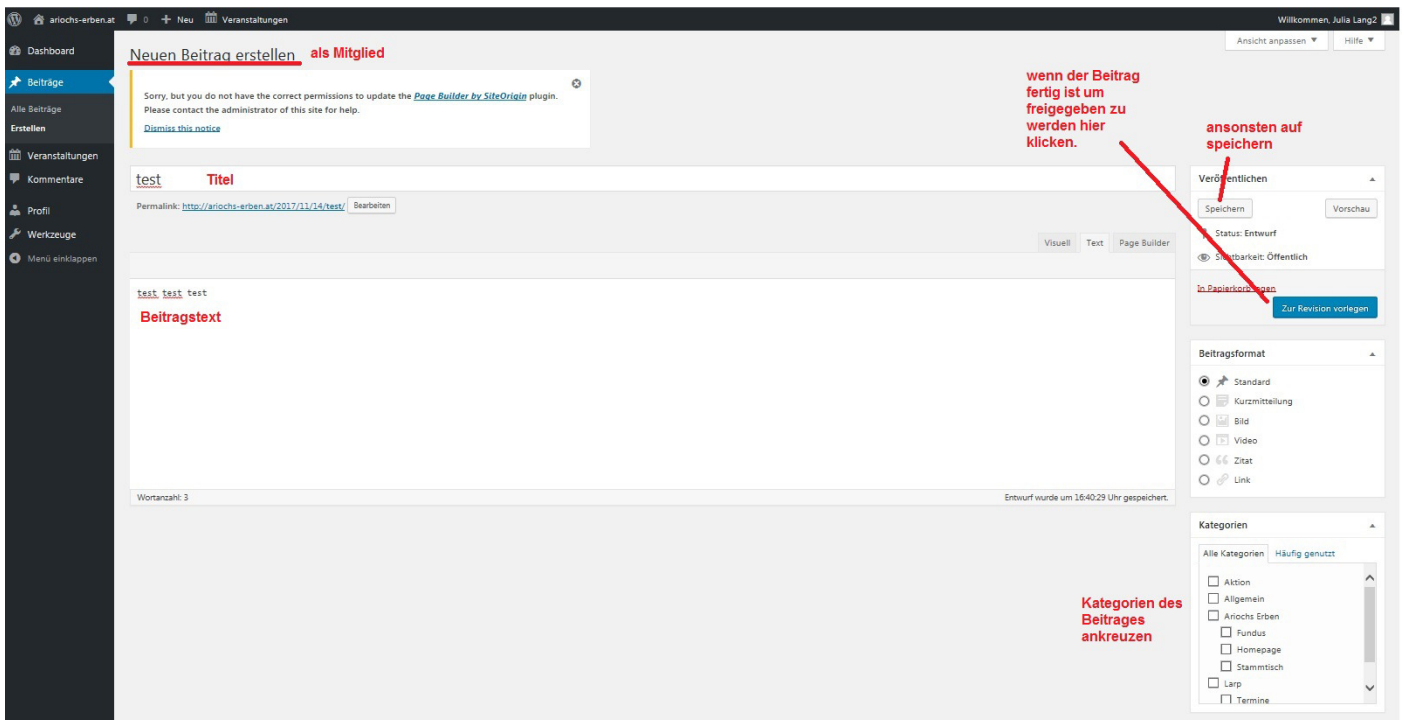 ariochs-erben.at 0 + Neu Veranstaltungen
Willkommen, Julia Lang2
Dashboard
Beiträge
Alle Beiträge
Erstellen
Veranstaltungen
Kommentare
Profil
Werkzeuge
Menü einklappen
Ansicht anpassen ▼ Hilfe ▼
Neuen Beitrag erstellen als Mitglied
Sorry, but you do not have the correct permissions to update the Page Builder by SiteOrigin plugin.
Please contact the administrator of this site for help.
Dismiss this notice
wenn der Beitrag
fertig ist um
freigegeben zu
werden hier
klicken.
ansonsten auf
speichern
test Titel
Permalink: http://ariochs-erben.at/2017/11/14/test/ Bearbeiten
Visuell Text Page Builder
test test test
Beitragstext
Wortanzahl: 3
Entwurf wurde um 16:40:29 Uhr gespeichert.
Veröffentlichen
Speichern Vorschau
Status: Entwurf
Sichtbarkeit: Öffentlich
In Papierkorb legen
Zur Revision vorlegen
Beitragsformat
Standard
Kurzmitteilung
Bild
Video
Zitat
Link
Kategorien
Alle Kategorien Häufig genutzt
Aktion
Allgemein
Ariochs Erben
Fundus
Homepage
Stammtisch
Larp
Termine
Kategorien des
Beitrages
ankreuzen